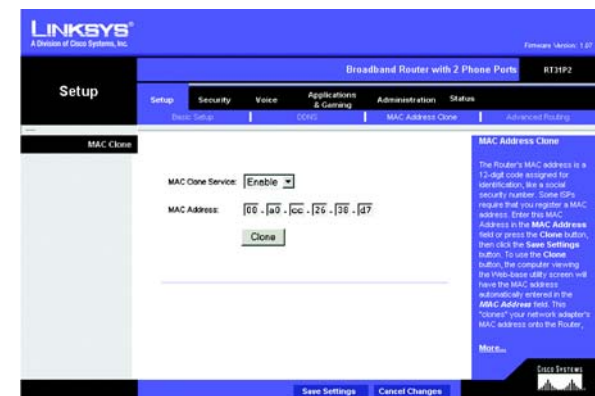 LINKSYS®
A Division of Cisco Systems, Inc.
Firmware Version: 1.07
Broadband Router with 2 Phone Ports
RT31P2
Setup
Setup
Security
Voice
Applications
& Gaming
Administration
Status
Basic Setup
DDNS
MAC Address Clone
Advanced Routing
MAC Clone
MAC Clone Service: Enable
MAC Address: 00 . a0 . cc . 26 . 38 . d7
Clone
MAC Address Clone
The Router's MAC address is a
12-digit code assigned for
identification, like a social
security number. Some ISPs
require that you register a MAC
address. Enter this MAC
Address in the MAC Address
field or press the Clone button,
then click the Save Settings
button. To use the Clone
button, the computer viewing
the Web-base utility screen will
have the MAC address
automatically entered in the
MAC Address field. This
"clones" your network adapter's
MAC address onto the Router,
More...
CISCO SYSTEMS
Save Settings
Cancel Changes